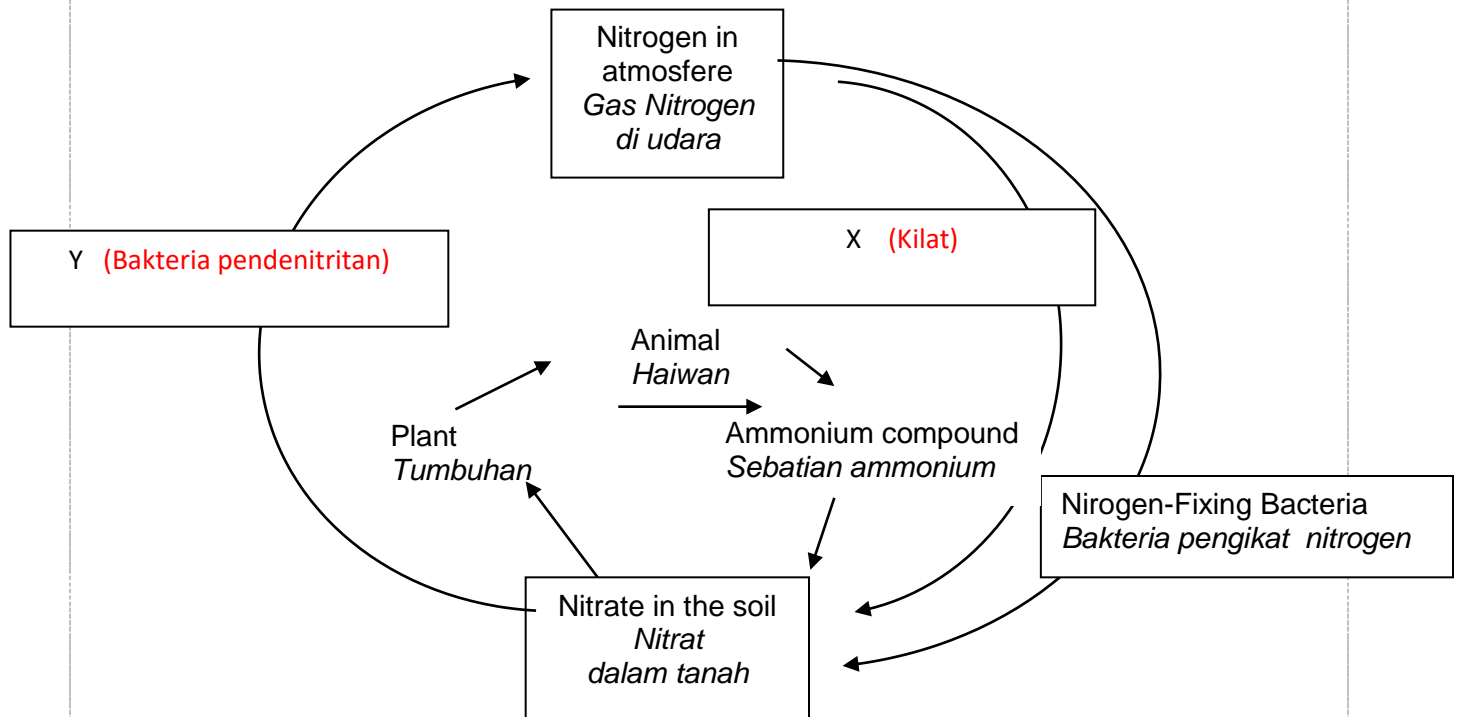 Nitrogen in
atmosfere
Gas Nitrogen
di udara
Y (Bakteria pendenitritan)
X (Kilat)
Animal
Haiwan
Plant
Tumbuhan
Ammonium compound
Sebatian ammonium
Nirogen-Fixing Bacteria
Bakteria pengikat nitrogen
Nitrate in the soil
Nitrat
dalam tanah